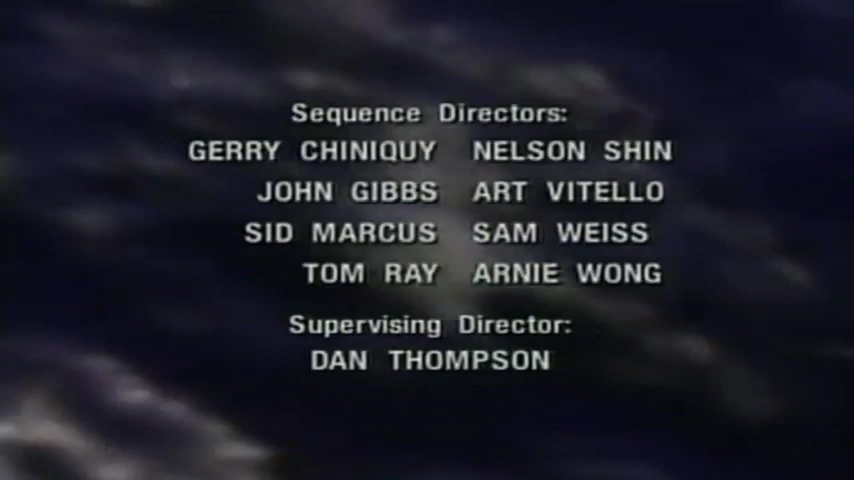 Sequence Directors:
GERRY CHINIQUY NELSON SHIN
JOHN GIBBS ART VITELLO
SID MARCUS SAM WEISS
TOM RAY ARNIE WONG
Supervising Director:
DAN THOMPSON